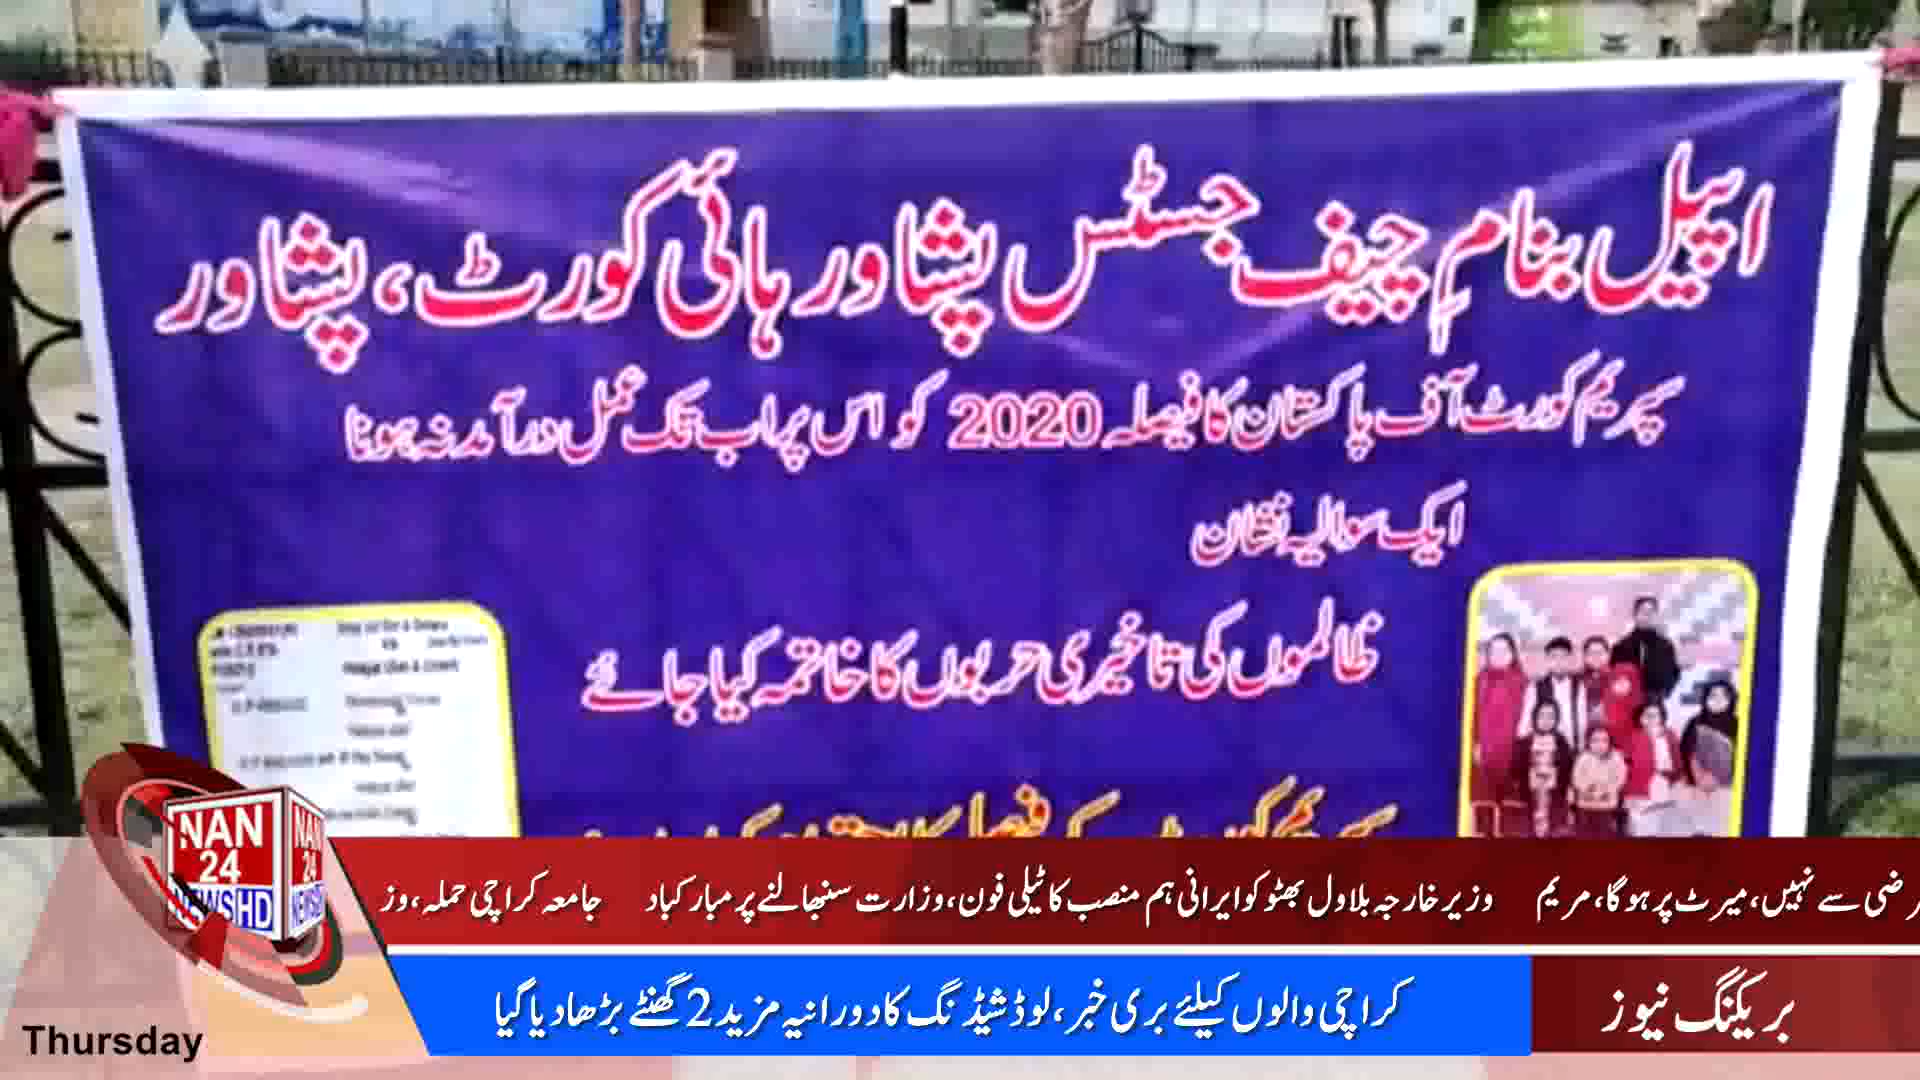 اپیل بنام چیف جسٹس پشاور ہائی کورٹ، پشاور
سپریم کورٹ آف پاکستان کا فیصلہ 2020 کو اس پر اب تک عمل درآمد نہ ہونا
ایک سوالیہ نشان
ظالموں کی تاخیری حربوں کا خاتمہ کیا جائے
NAN
24
NEWSHD
NAN
24
NEWSHD
رضی سے نہیں، میرٹ پر ہوگا، مریم وزیر خارجہ بلاول بھٹو کو ایرانی ہم منصب کا ٹیلی فون، وزارت سنبھالنے پر مبارکباد جامعہ کراچی حملہ، وز
بریکنگ نیوز
کراچی والوں کیلئے بری خبر، لوڈشیڈنگ کا دورانیہ مزید 2 گھنٹے بڑھا دیا گیا
Thursday